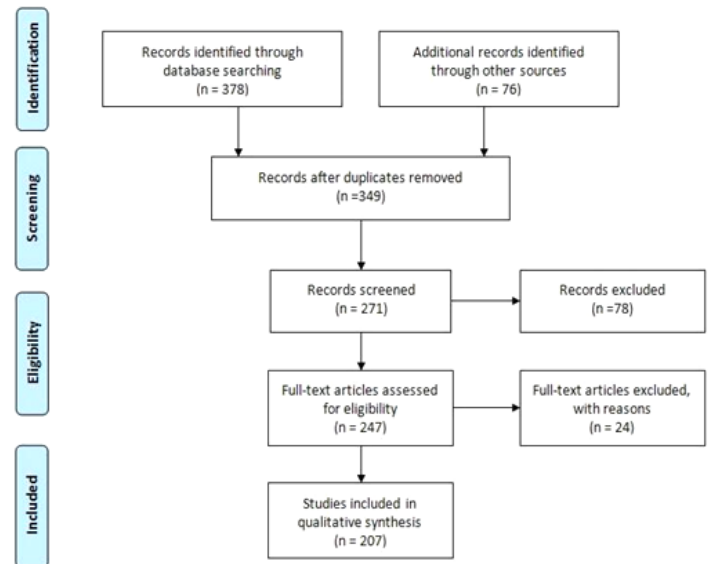 Identification
Records identified through
database searching
(n = 378)
Additional records identified
through other sources
(n = 76)
Screening
Records after duplicates removed
(n =349)
Records screened
(n = 271)
Records excluded
(n =78)
Eligibility
Full-text articles assessed
for eligibility
(n = 247)
Full-text articles excluded,
with reasons
(n = 24)
Included
Studies included in
qualitative synthesis
(n = 207)